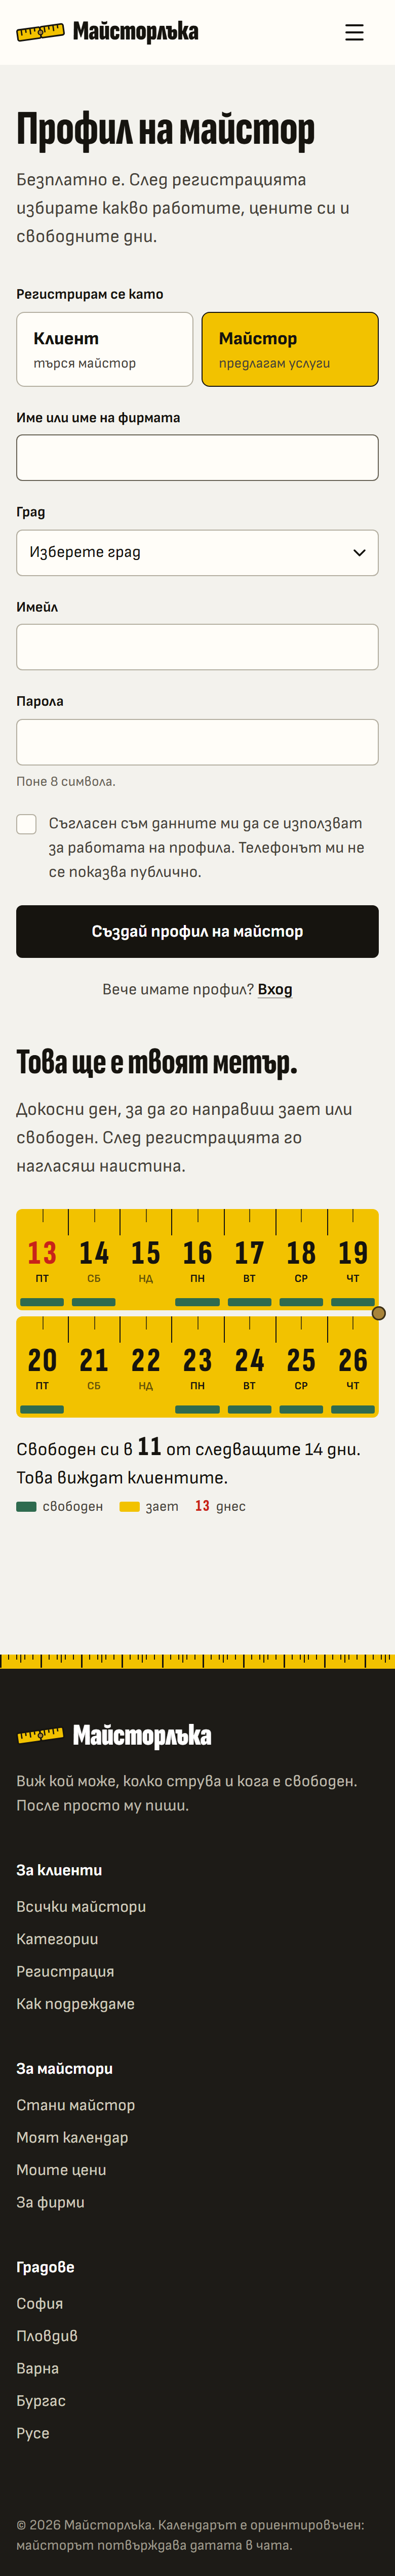 Майсторлъка
Профил на майстор
Безплатно е. След регистрацията
избирате какво работите, цените си и
свободните дни.
Регистрирам се като
Клиент
търся майстор
Майстор
предлагам услуги
Име или име на фирмата
Град
Изберете град
Имейл
Парола
Поне 8 символа.
Съгласен съм данните ми да се използват
за работата на профила. Телефонът ми не
се показва публично.
Създай профил на майстор
Вече имате профил? Вход
Това ще е твоят метър.
Докосни ден, за да го направиш зает или
свободен. След регистрацията го
нагласяш наистина.
13 14 15 16 17 18 19
ПТ СБ НД ПН ВТ СР ЧТ
20 21 22 23 24 25 26
ПТ СБ НД ПН ВТ СР ЧТ
Свободен си в 11 от следващите 14 дни.
Това виждат клиентите.
свободен зает 13 днес
Майсторлъка
Виж кой може, колко струва и кога е свободен.
После просто му пиши.
За клиенти
Всички майстори
Категории
Регистрация
Как подреждаме
За майстори
Стани майстор
Моят календар
Моите цени
За фирми
Градове
София
Пловдив
Варна
Бургас
Русе
© 2026 Майсторлъка. Календарът е ориентировъчен:
майсторът потвърждава датата в чата.